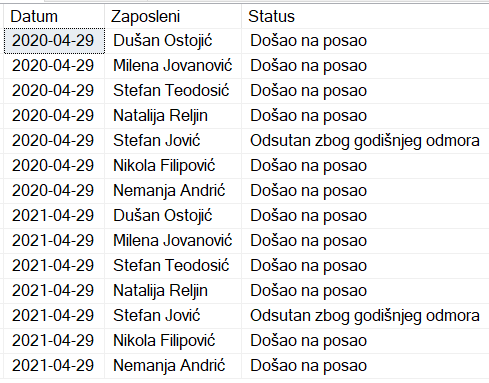 Datum Zaposleni Status
2020-04-29 Dušan Ostojić Došao na posao
2020-04-29 Milena Jovanović Došao na posao
2020-04-29 Stefan Teodosić Došao na posao
2020-04-29 Natalija Reljin Došao na posao
2020-04-29 Stefan Jović Odsutan zbog godišnjeg odmora
2020-04-29 Nikola Filipović Došao na posao
2020-04-29 Nemanja Andrić Došao na posao
2021-04-29 Dušan Ostojić Došao na posao
2021-04-29 Milena Jovanović Došao na posao
2021-04-29 Stefan Teodosić Došao na posao
2021-04-29 Natalija Reljin Došao na posao
2021-04-29 Stefan Jović Odsutan zbog godišnjeg odmora
2021-04-29 Nikola Filipović Došao na posao
2021-04-29 Nemanja Andrić Došao na posao